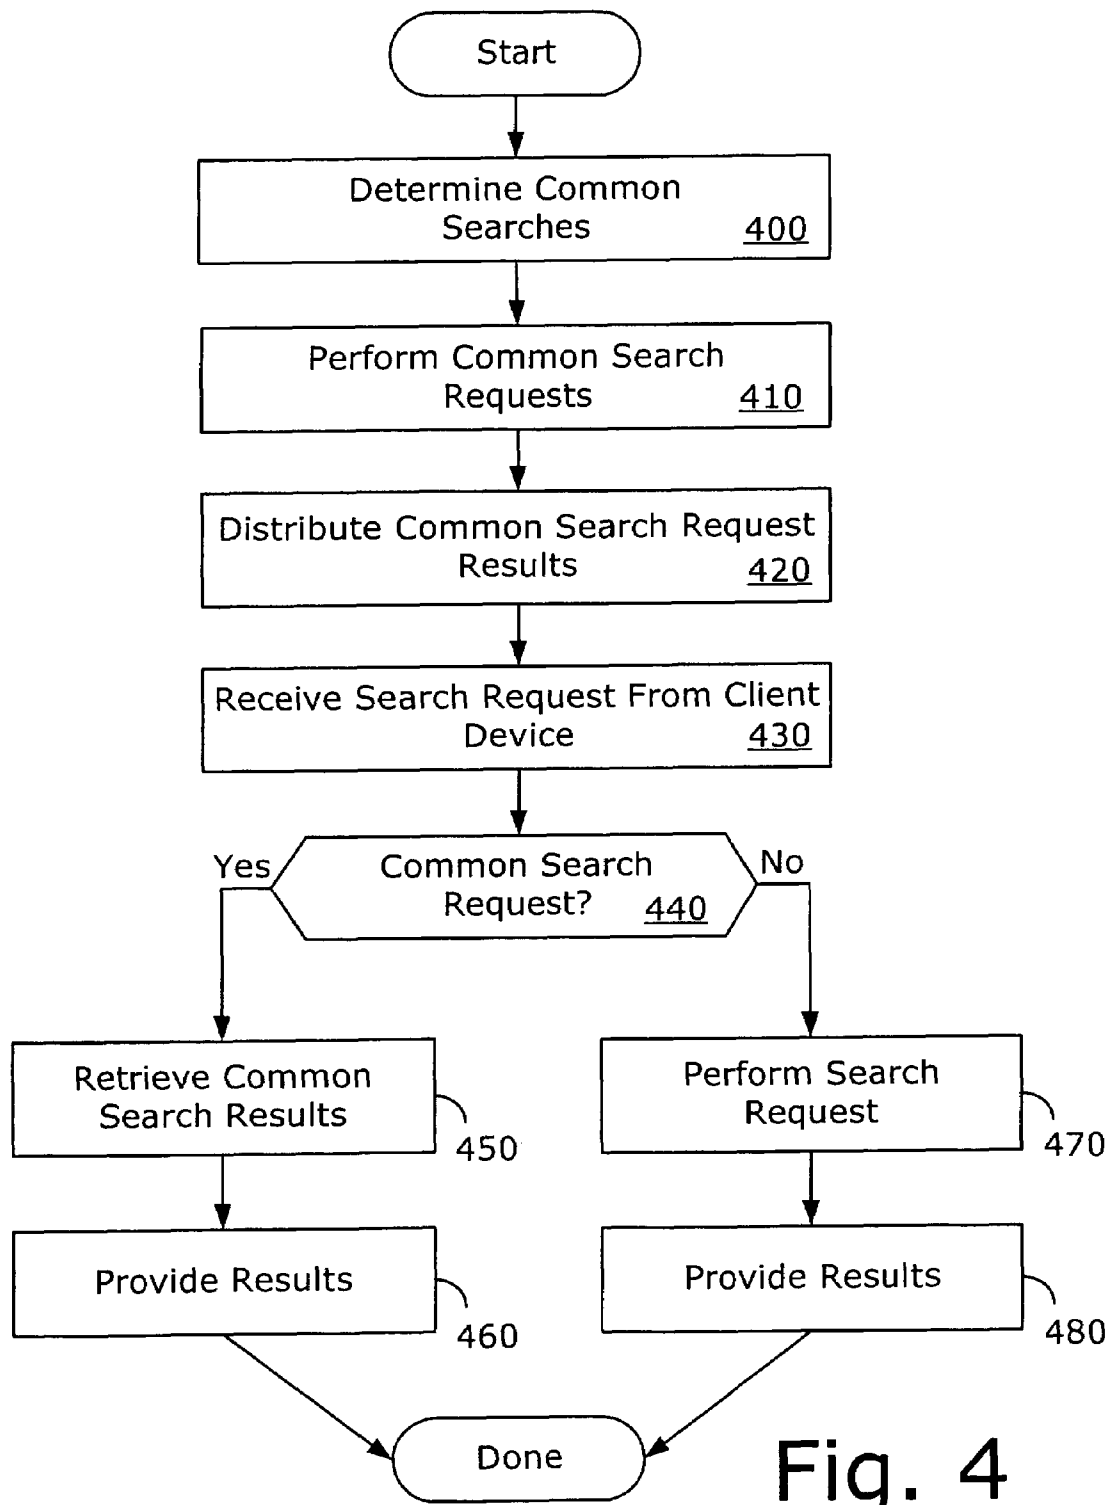 Start
Determine Common
Searches 400
Perform Common Search
Requests 410
Distribute Common Search Request
Results 420
Receive Search Request From Client
Device 430
Yes
Common Search
Request? 440
No
Retrieve Common
Search Results
450
Perform Search
Request
470
Provide Results
460
Provide Results
480
Done
Fig. 4